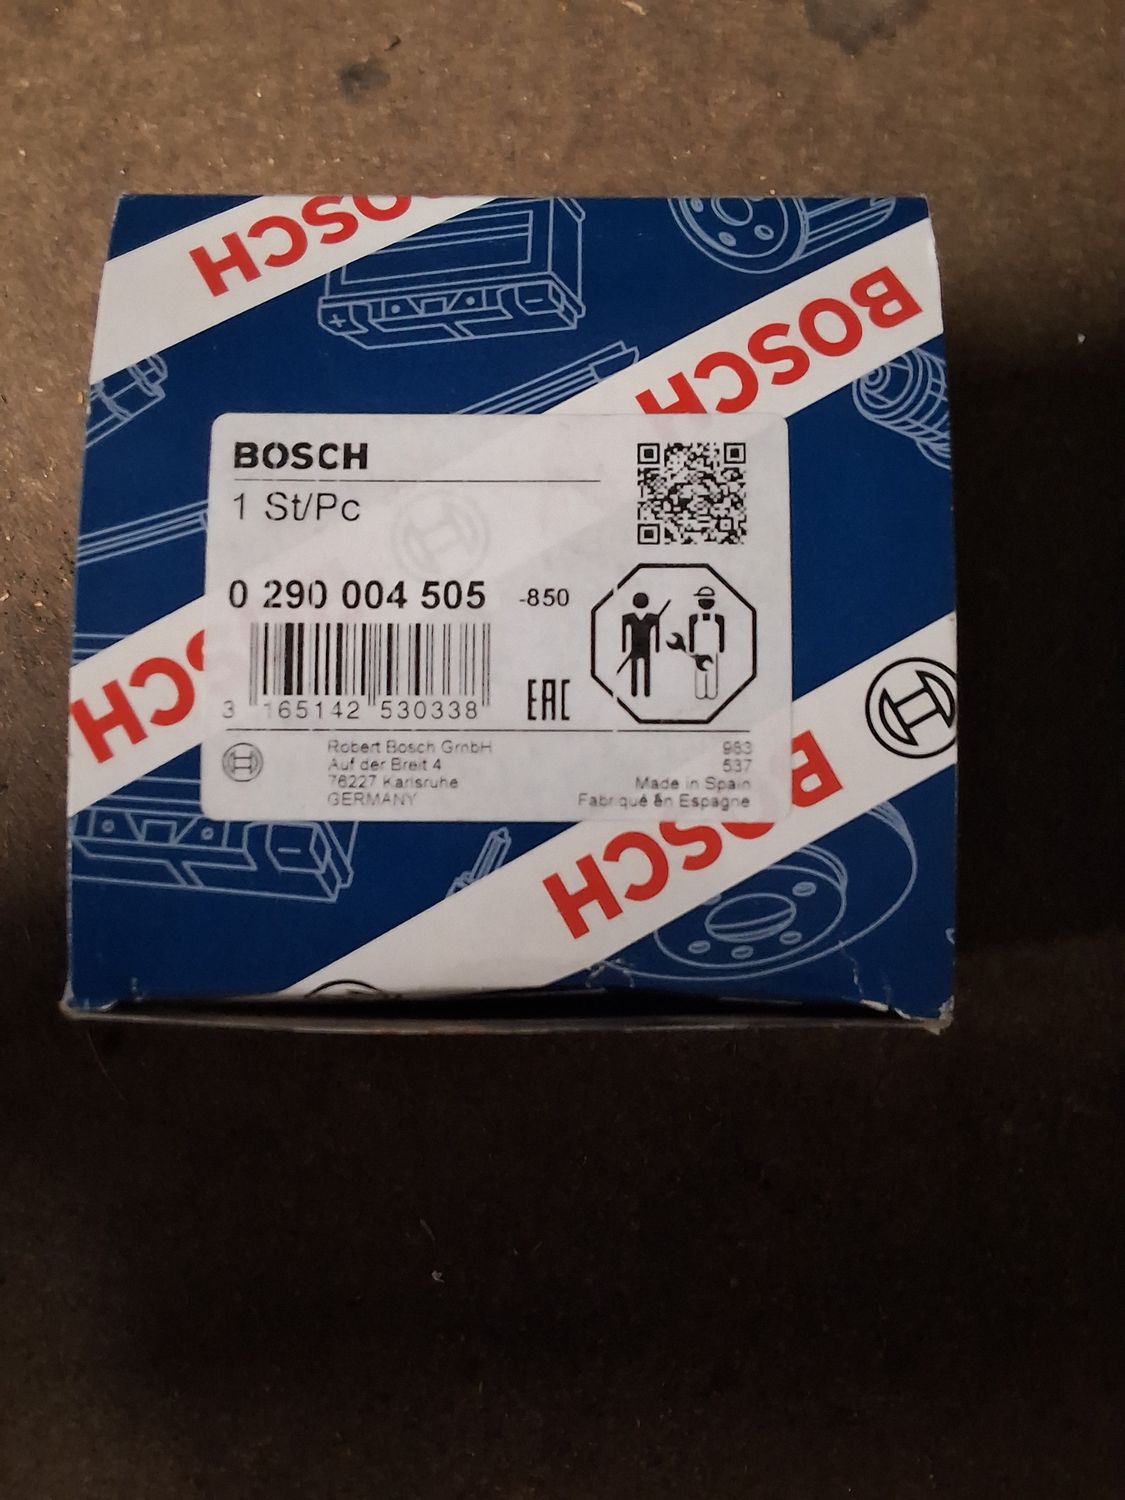 BOSCH
BOSCH
BOSCH
1 St/Pc
0 290 004 505 -850
3 165142 530338
EAC
Robert Bosch GmbH
Auf der Breit 4
76227 Karlsruhe
GERMANY
983
537
Made in Spain
Fabriqué en Espagne
BOSCH
BOSCH